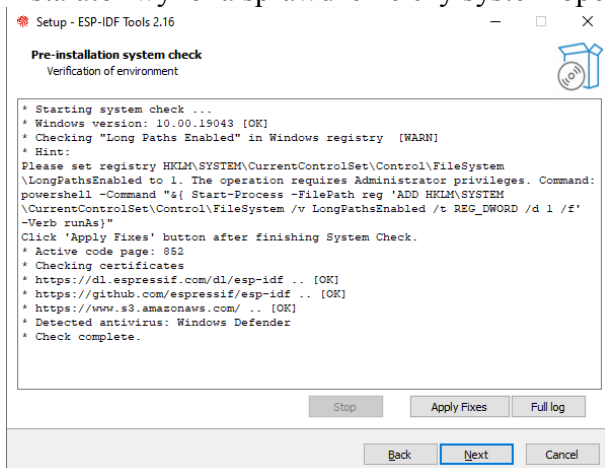 Setup - ESP-IDF Tools 2.16
Pre-installation system check
Verification of environment
* Starting system check ...
* Windows version: 10.00.19043 [OK]
* Checking "Long Paths Enabled" in Windows registry  [WARN]
* Hint:
Please set registry HKLM\SYSTEM\CurrentControlSet\Control\FileSystem
\LongPathsEnabled to 1. The operation requires Administrator privileges. Command:
powershell -Command "&{ Start-Process -FilePath reg 'ADD HKLM\SYSTEM
\CurrentControlSet\Control\FileSystem /v LongPathsEnabled /t REG_DWORD /d 1 /f'
-Verb runAs}"
Click 'Apply Fixes' button after finishing System Check.
* Active code page: 852
* Checking certificates
* https://dl.espressif.com/dl/esp-idf .. [OK]
* https://github.com/espressif/esp-idf .. [OK]
* https://www.s3.amazonaws.com/ .. [OK]
* Detected antivirus: Windows Defender
* Check complete.
Stop Apply Fixes Full log
Back Next Cancel